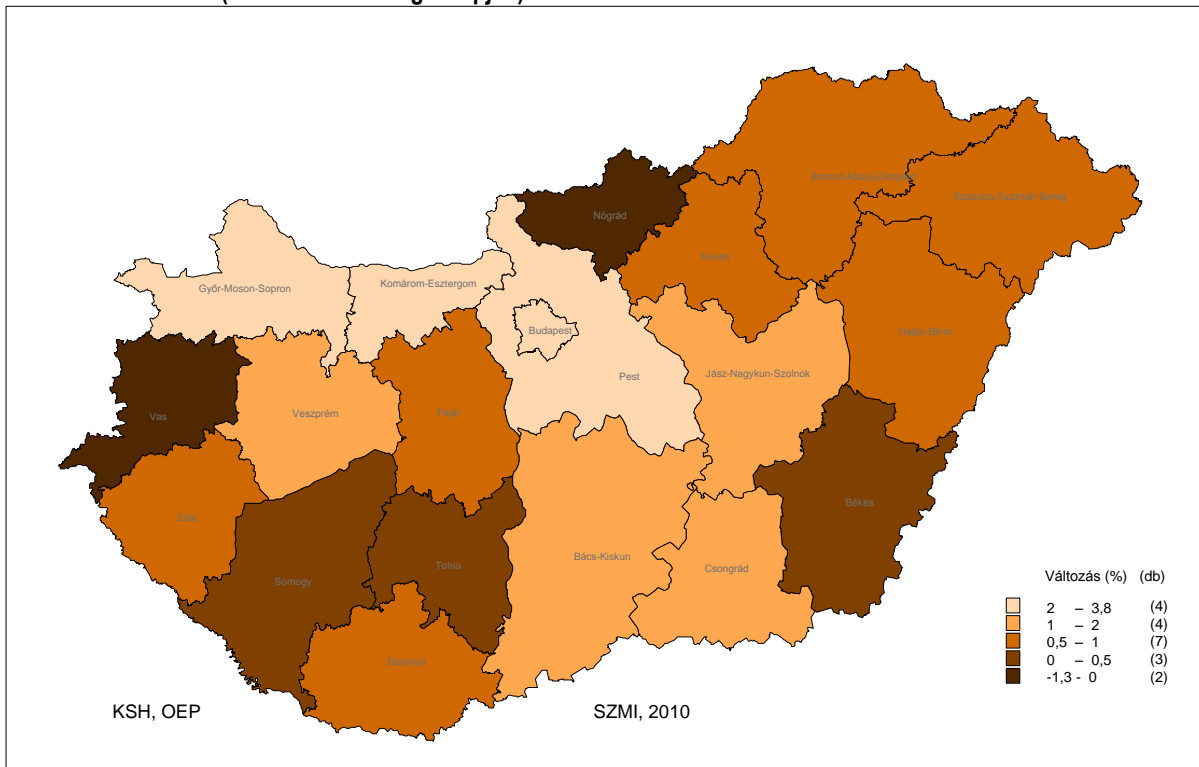 Nógrád
Borsod-Abaúj-Zemplén
Szabolcs-Szatmár-Bereg
Heves
Győr-Moson-Sopron
Komárom-Esztergom
Budapest
Hajdú-Bihar
Pest
Jász-Nagykun-Szolnok
Vas
Veszprém
Fejér
Zala
Békés
Somogy
Tolna
Bács-Kiskun
Csongrád
Baranya
Változás (%) (db)
2 – 3,8 (4)
1 – 2 (4)
0,5 – 1 (7)
0 – 0,5 (3)
-1,3 - 0 (2)
KSH, OEP
SZMI, 2010